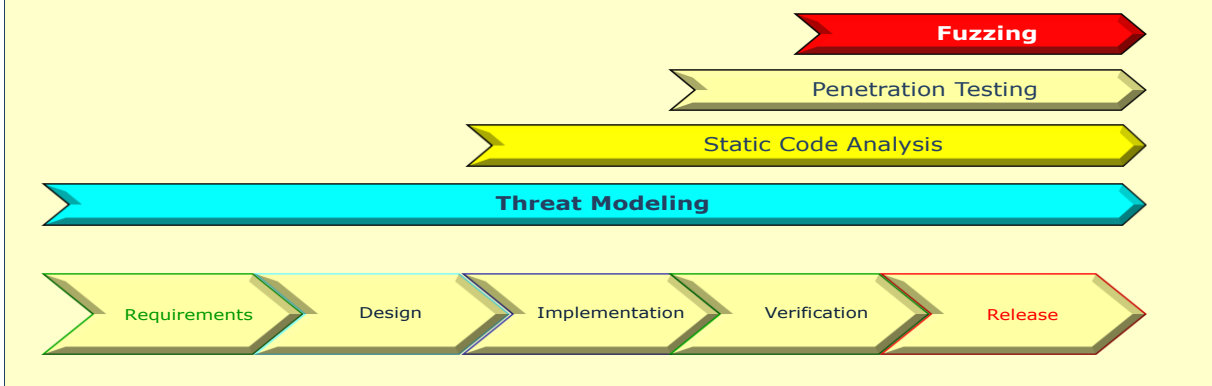 Fuzzing
Penetration Testing
Static Code Analysis
Threat Modeling
Requirements
Design
Implementation
Verification
Release